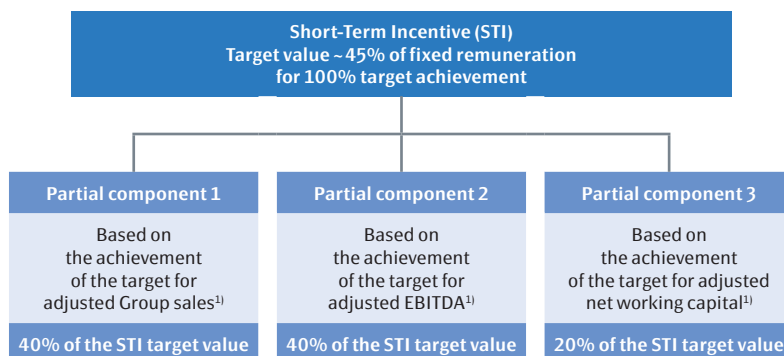 Short-Term Incentive (STI)
Target value ~ 45% of fixed remuneration
for 100% target achievement
Partial component 1
Based on
the achievement
of the target for
adjusted Group sales1)
40% of the STI target value
Partial component 2
Based on
the achievement
of the target for
adjusted EBITDA1)
40% of the STI target value
Partial component 3
Based on
the achievement
of the target for adjusted
net working capital1)
20% of the STI target value